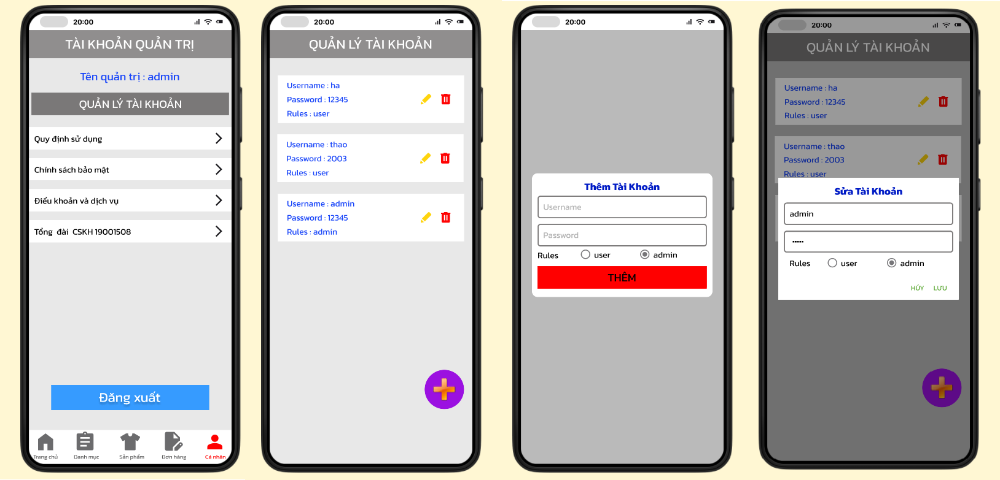 20:00
TÀI KHOẢN QUẢN TRỊ
Tên quản trị : admin
QUẢN LÝ TÀI KHOẢN
Quy định sử dụng
Chính sách bảo mật
Điều khoản và dịch vụ
Tổng đài CSKH 19001508
Đăng xuất
Trang chủ
Danh mục
Sản phẩm
Đơn hàng
Cá nhân
20:00
QUẢN LÝ TÀI KHOẢN
Username : ha
Password : 12345
Rules : user
Username : thao
Password : 2003
Rules : user
Username : admin
Password : 12345
Rules : admin
20:00
Thêm Tài Khoản
Username
Password
Rules user admin
THÊM
20:00
QUẢN LÝ TÀI KHOẢN
Username : ha
Password : 12345
Rules : user
Username : thao
Password : 2003
Rules : user
Sửa Tài Khoản
admin
•••••
Rules user admin
HỦY LƯU